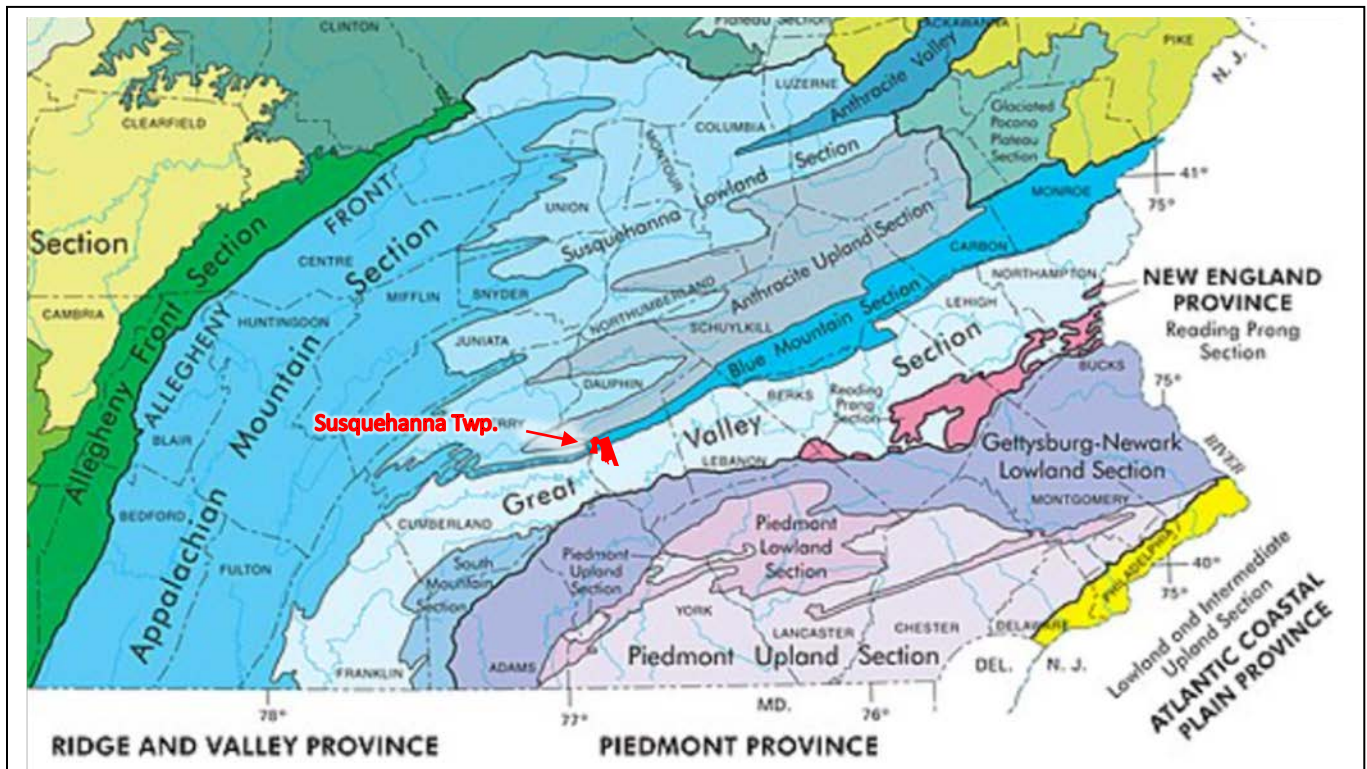 CLINTON
Plateau Section
LACKAWANNA
PIKE
N. J.
LUZERNE
Anthracite Valley
CLEARFIELD
COLUMBIA
Glaciated
Pocono
Plateau
Section
MONTOUR
Susquehanna Lowland Section
41°
75°
MONROE
UNION
FRONT
Section
CENTRE
Section
Anthracite Upland Section
CARBON
NORTHAMPTON
MIFFLIN
SNYDER
NORTHUMBERLAND
NEW ENGLAND
PROVINCE
Reading Prong
Section
CAMBRIA
HUNTINGDON
SCHUYLKILL
Blue Mountain Section
LEHIGH
JUNIATA
Allegheny Front Section
ALLEGHENY
Mountain
DAUPHIN
BERKS
Reading
Prong
Section
Section
BUCKS
75°
Susquehanna Twp.
BLAIR
Valley
LEBANON
Gettysburg-Newark
Lowland Section
RIVER
MONTGOMERY
Great
BEDFORD
Appalachian
CUMBERLAND
Piedmont
Lowland
Section
Piedmont
Upland
Section
FULTON
South
Mountain
Section
PHILADELPHIA
40°
75°
YORK
LANCASTER
CHESTER
DELAWARE
Lowland and Intermediate
Upland Section
ATLANTIC COASTAL
PLAIN PROVINCE
FRANKLIN
ADAMS
Piedmont Upland Section
DEL.
N. J.
78°
77°
MD.
76°
RIDGE AND VALLEY PROVINCE
PIEDMONT PROVINCE